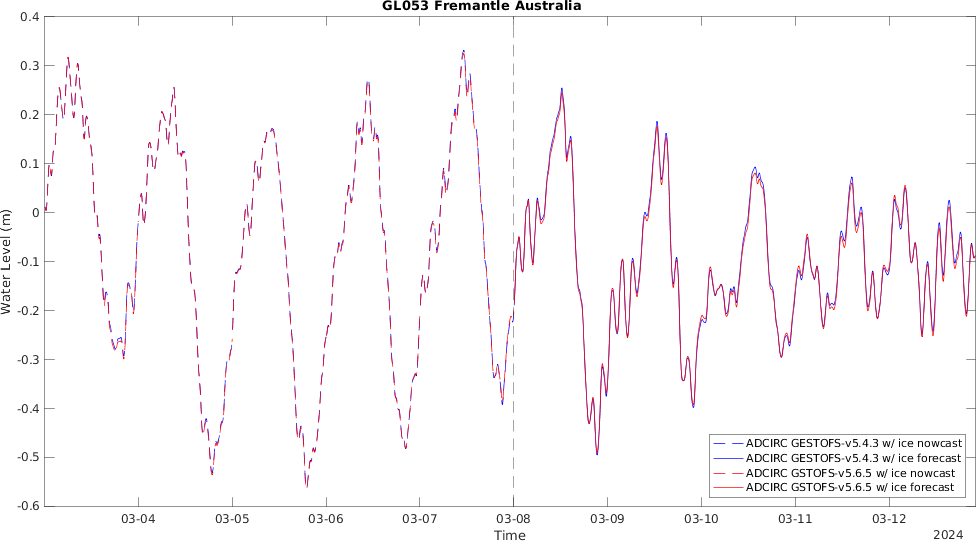 GL053 Fremantle Australia
Water Level (m)
0.4
0.3
0.2
0.1
0
-0.1
-0.2
-0.3
-0.4
-0.5
-0.6
ADCIRC GESTOFS-v5.4.3 w/ ice nowcast
ADCIRC GESTOFS-v5.4.3 w/ ice forecast
ADCIRC GSTOFS-v5.6.5 w/ ice nowcast
ADCIRC GSTOFS-v5.6.5 w/ ice forecast
03-04 03-05 03-06 03-07 03-08 03-09 03-10 03-11 03-12
Time
2024